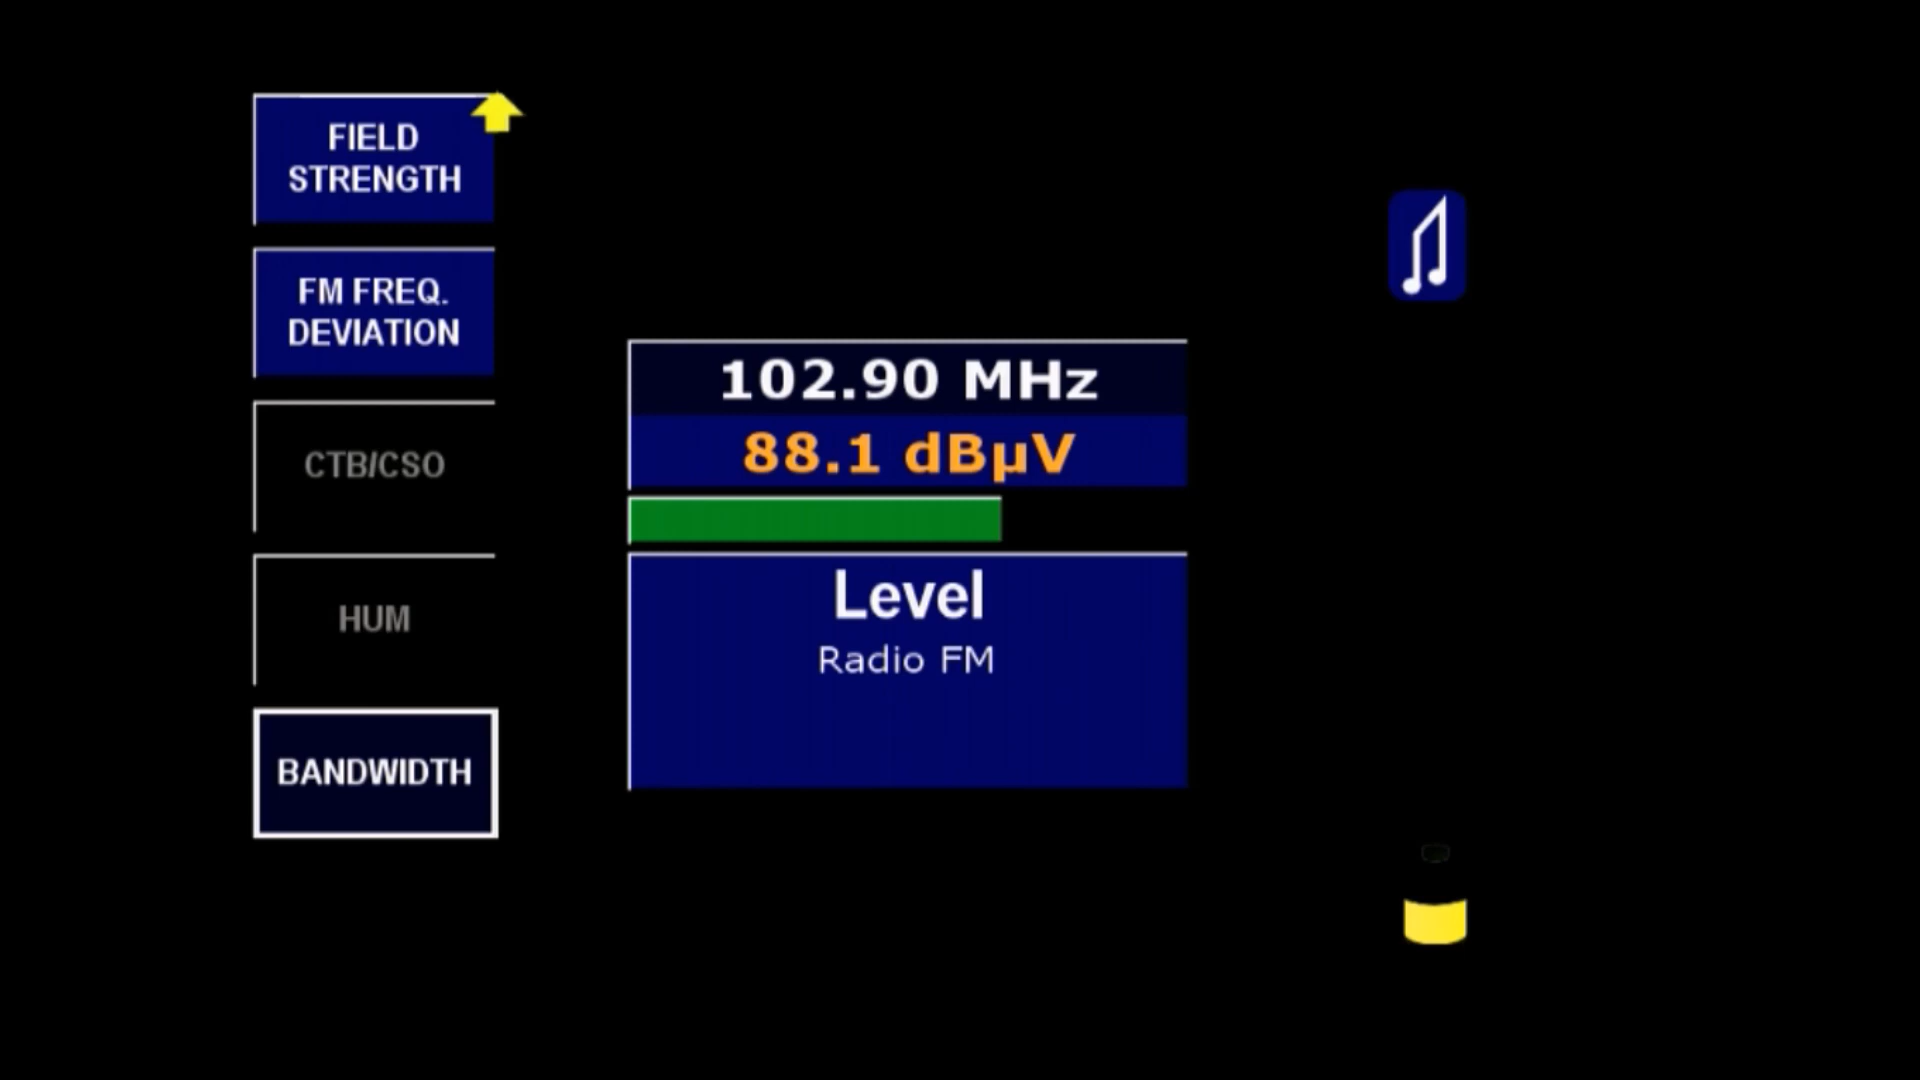 FIELD
STRENGTH
FM FREQ.
DEVIATION
CTB/CSO
HUM
BANDWIDTH
102.90 MHz
88.1 dBµV
Level
Radio FM